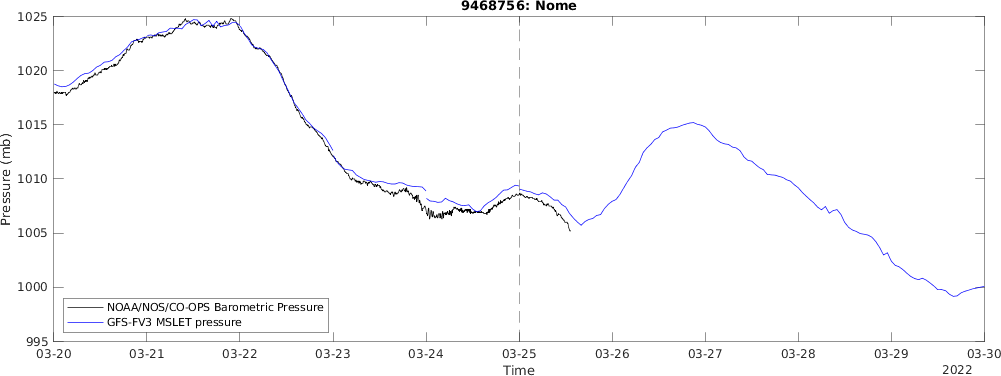 9468756: Nome
Pressure (mb)
1025
1020
1015
1010
1005
1000
995
NOAA/NOS/CO-OPS Barometric Pressure
GFS-FV3 MSLET pressure
03-20 03-21 03-22 03-23 03-24 03-25 03-26 03-27 03-28 03-29 03-30
Time
2022